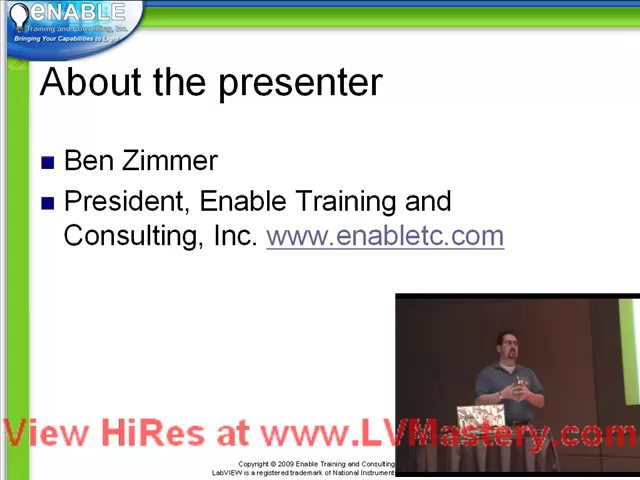 ENABLE
Training and Consulting, Inc.
Bringing Your Capabilities to Light
About the presenter
Ben Zimmer
President, Enable Training and
Consulting, Inc. www.enabletc.com
View HiRes at www.LVMastery.com
Copyright © 2009 Enable Training and Consulting
LabVIEW is a registered trademark of National Instrument